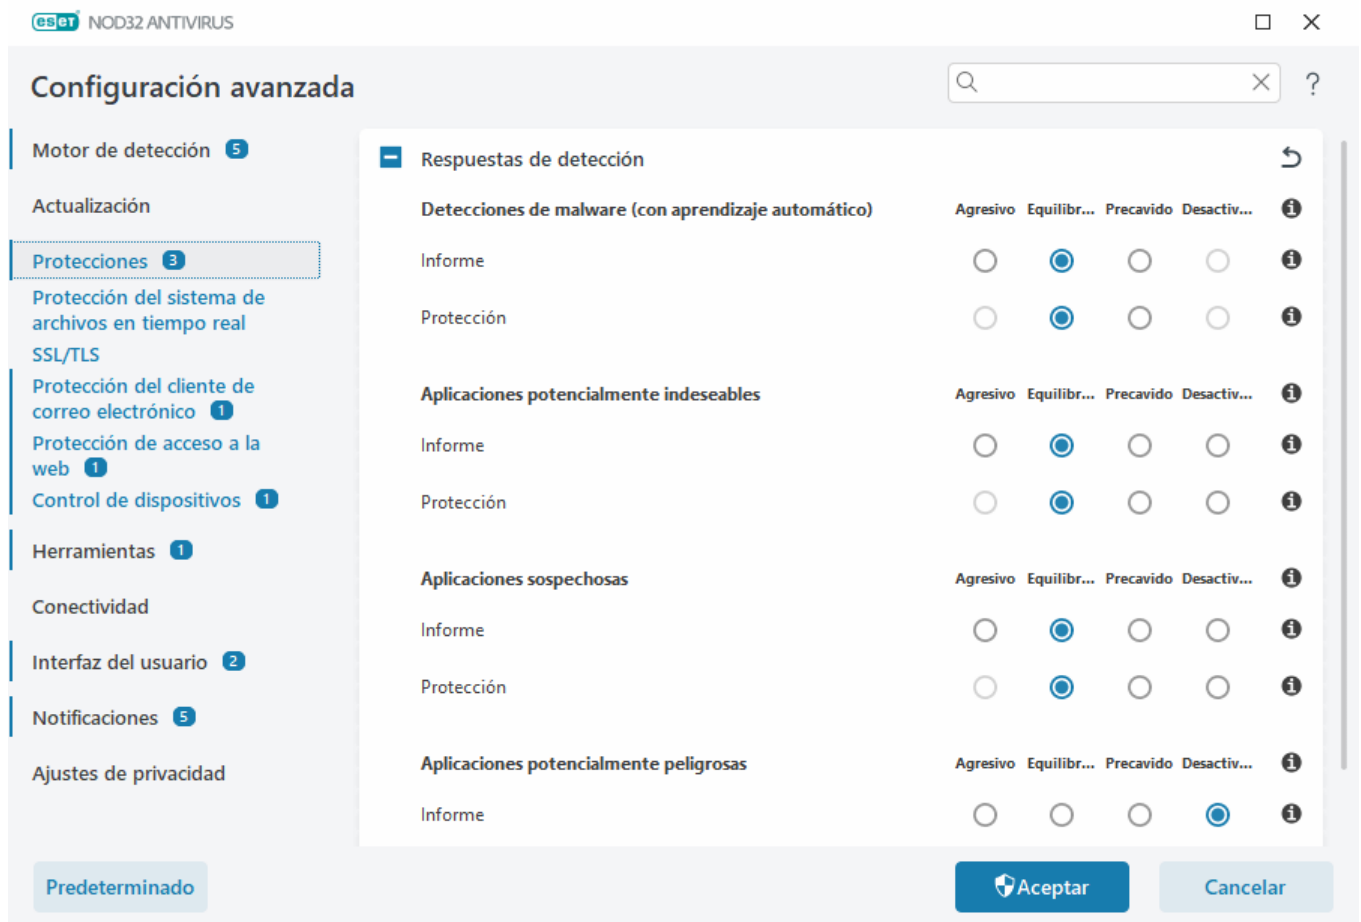 eset NOD32 ANTIVIRUS
Configuración avanzada
?
Motor de detección 5
Actualización
Protecciones 3
Protección del sistema de
archivos en tiempo real
SSL/TLS
Protección del cliente de
correo electrónico 1
Protección de acceso a la
web 1
Control de dispositivos 1
Herramientas 1
Conectividad
Interfaz del usuario 2
Notificaciones 5
Ajustes de privacidad
Respuestas de detección
Detecciones de malware (con aprendizaje automático) Agresivo Equilibr... Precavido Desactiv...
Informe
Protección
Aplicaciones potencialmente indeseables Agresivo Equilibr... Precavido Desactiv...
Informe
Protección
Aplicaciones sospechosas Agresivo Equilibr... Precavido Desactiv...
Informe
Protección
Aplicaciones potencialmente peligrosas Agresivo Equilibr... Precavido Desactiv...
Informe
Predeterminado Aceptar Cancelar